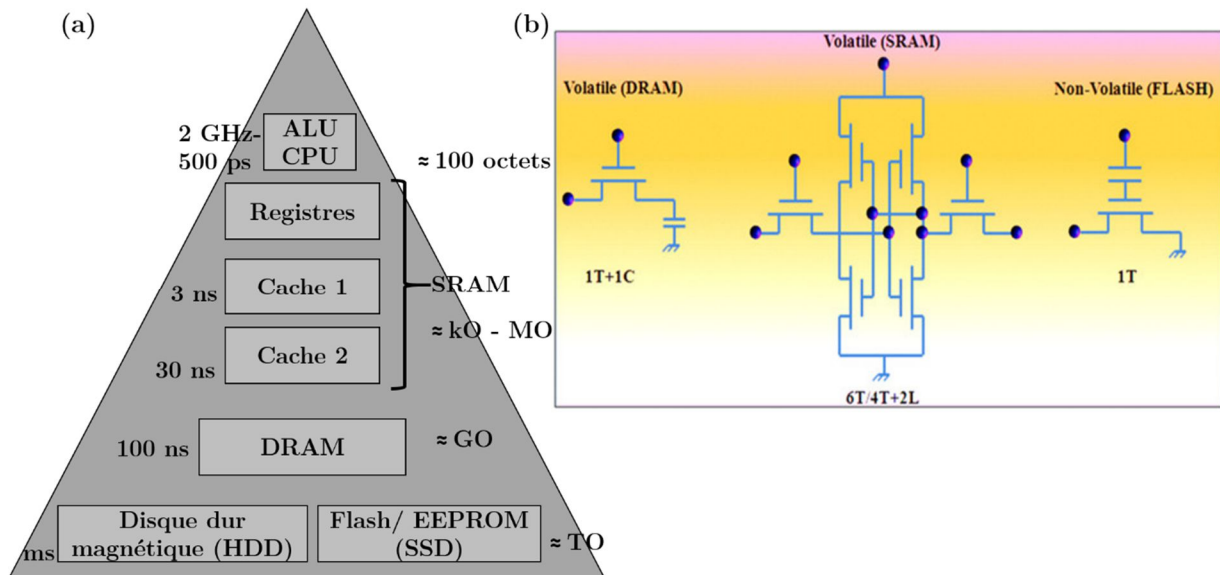 (a)
2 GHz-
500 ps
ALU
CPU
≈ 100 octets
Registres
3 ns
Cache 1
SRAM
≈ kO - MO
30 ns
Cache 2
100 ns
DRAM
≈ GO
ms
Disque dur
magnétique (HDD)
Flash/ EEPROM
(SSD)
≈ TO
(b)
Volatile (SRAM)
Volatile (DRAM)
Non-Volatile (FLASH)
1T+1C
1T
6T/4T+2L